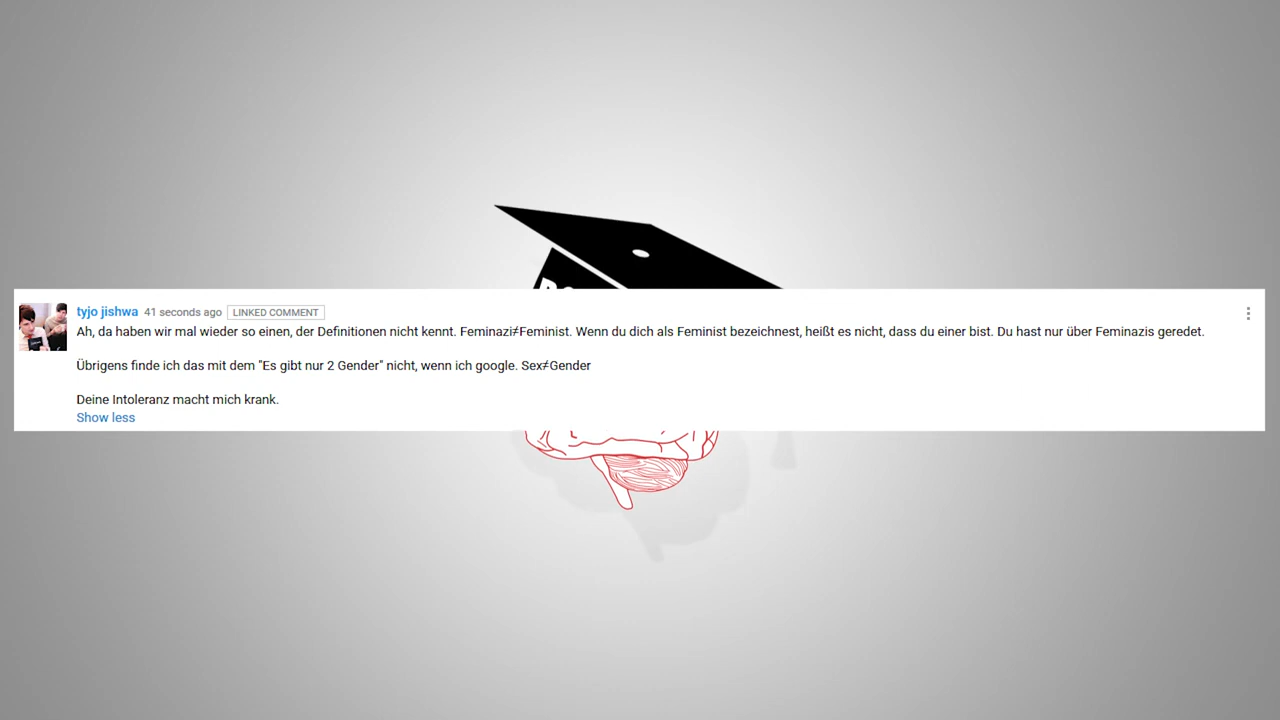 tyjo jishwa 41 seconds ago LINKED COMMENT
Ah, da haben wir mal wieder so einen, der Definitionen nicht kennt. Feminazi≠Feminist. Wenn du dich als Feminist bezeichnest, heißt es nicht, dass du einer bist. Du hast nur über Feminazis geredet.
Übrigens finde ich das mit dem "Es gibt nur 2 Gender" nicht, wenn ich google. Sex≠Gender
Deine Intoleranz macht mich krank.
Show less